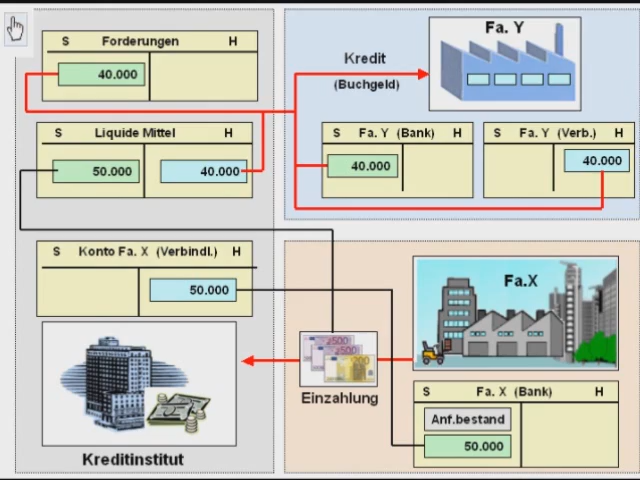 S Forderungen H
40.000
S Liquide Mittel H
50.000 40.000
S Konto Fa. X (Verbindl.) H
50.000
Kreditinstitut
Fa. Y
Kredit
(Buchgeld)
S Fa. Y (Bank) H
40.000
S Fa. Y (Verb.) H
40.000
Fa.X
Einzahlung
S Fa. X (Bank) H
Anf.bestand
50.000